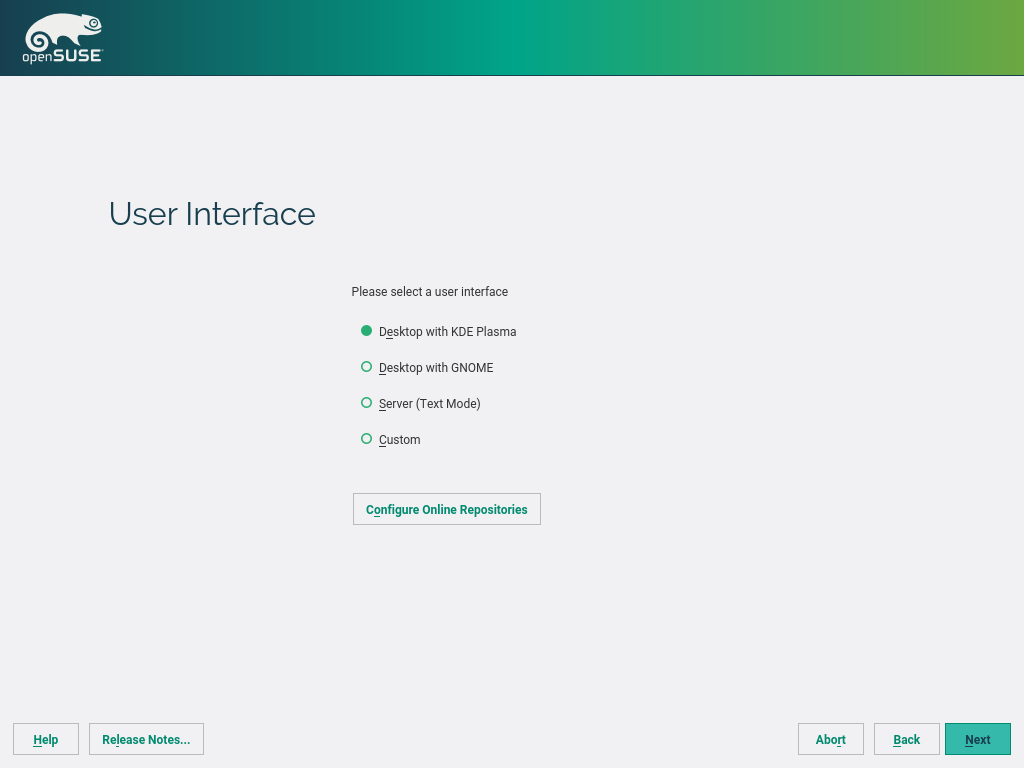 openSUSE
User Interface
Please select a user interface
Desktop with KDE Plasma
Desktop with GNOME
Server (Text Mode)
Custom
Configure Online Repositories
Help Release Notes... Abort Back Next